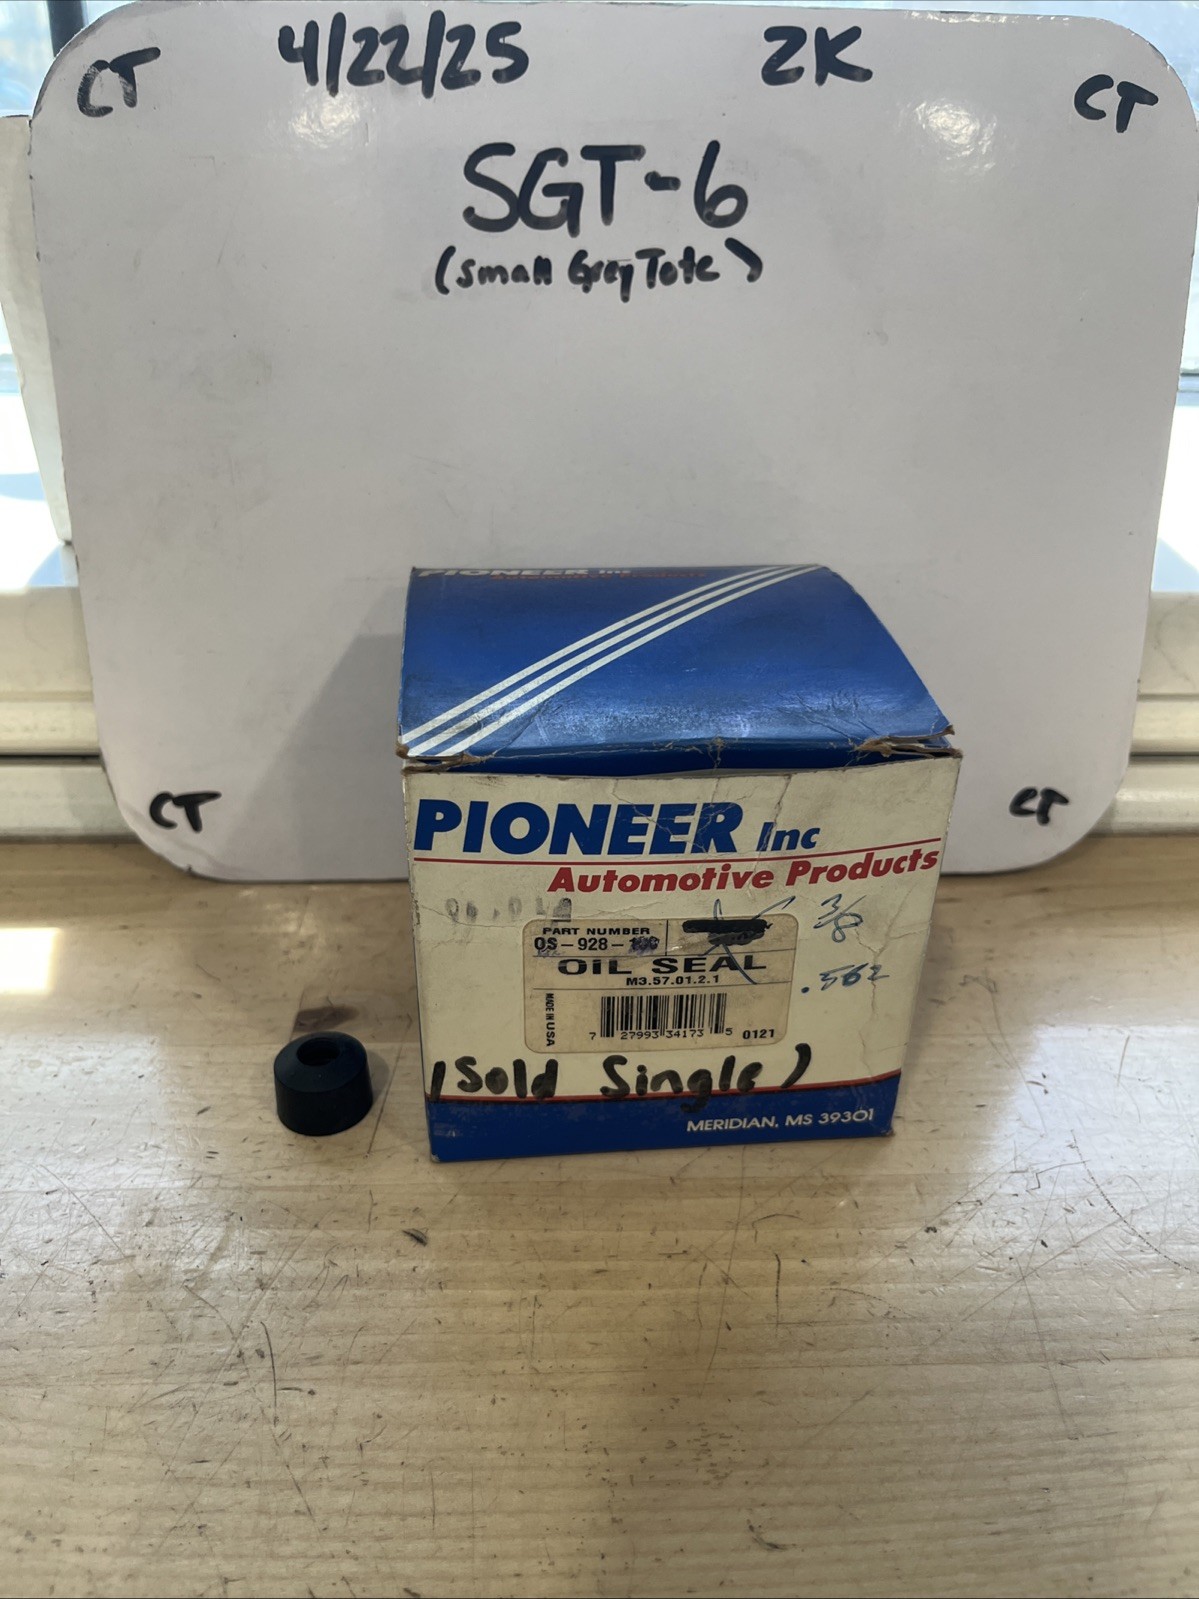 CT 4/22/25 2K CT
SGT-6
(Small Grey Tote)
PIONEER Inc
Automotive Products
PIONEER Inc
Automotive Products
3/8
PART NUMBER
OS-928-
OIL SEAL
M3.57.01.2.1
.562
MADE IN USA
7 27993 34173 5 0121
(Sold Single)
MERIDIAN, MS 39301
CT CT